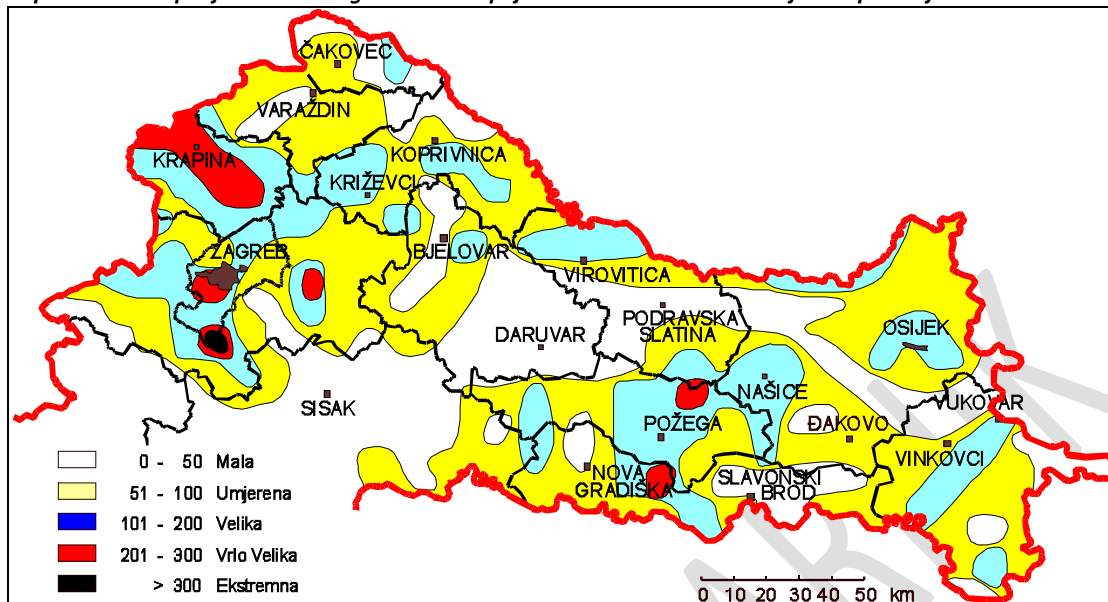 ČAKOVEC
VARAŽDIN
KRAPINA
KOPRIVNICA
KRIŽEVCI
ZAGREB
BJELOVAR
VIROVITICA
DARUVAR
PODRAVSKA
SLATINA
OSIJEK
SISAK
NAŠICE
VUKOVAR
POŽEGA
ĐAKOVO
VINKOVCI
NOVA
GRADIŠKA
SLAVONSKI
BROD
0 - 50 Mala
51 - 100 Umjerena
101 - 200 Velika
201 - 300 Vrlo Velika
> 300 Ekstremna
0 10 20 30 40 50 km